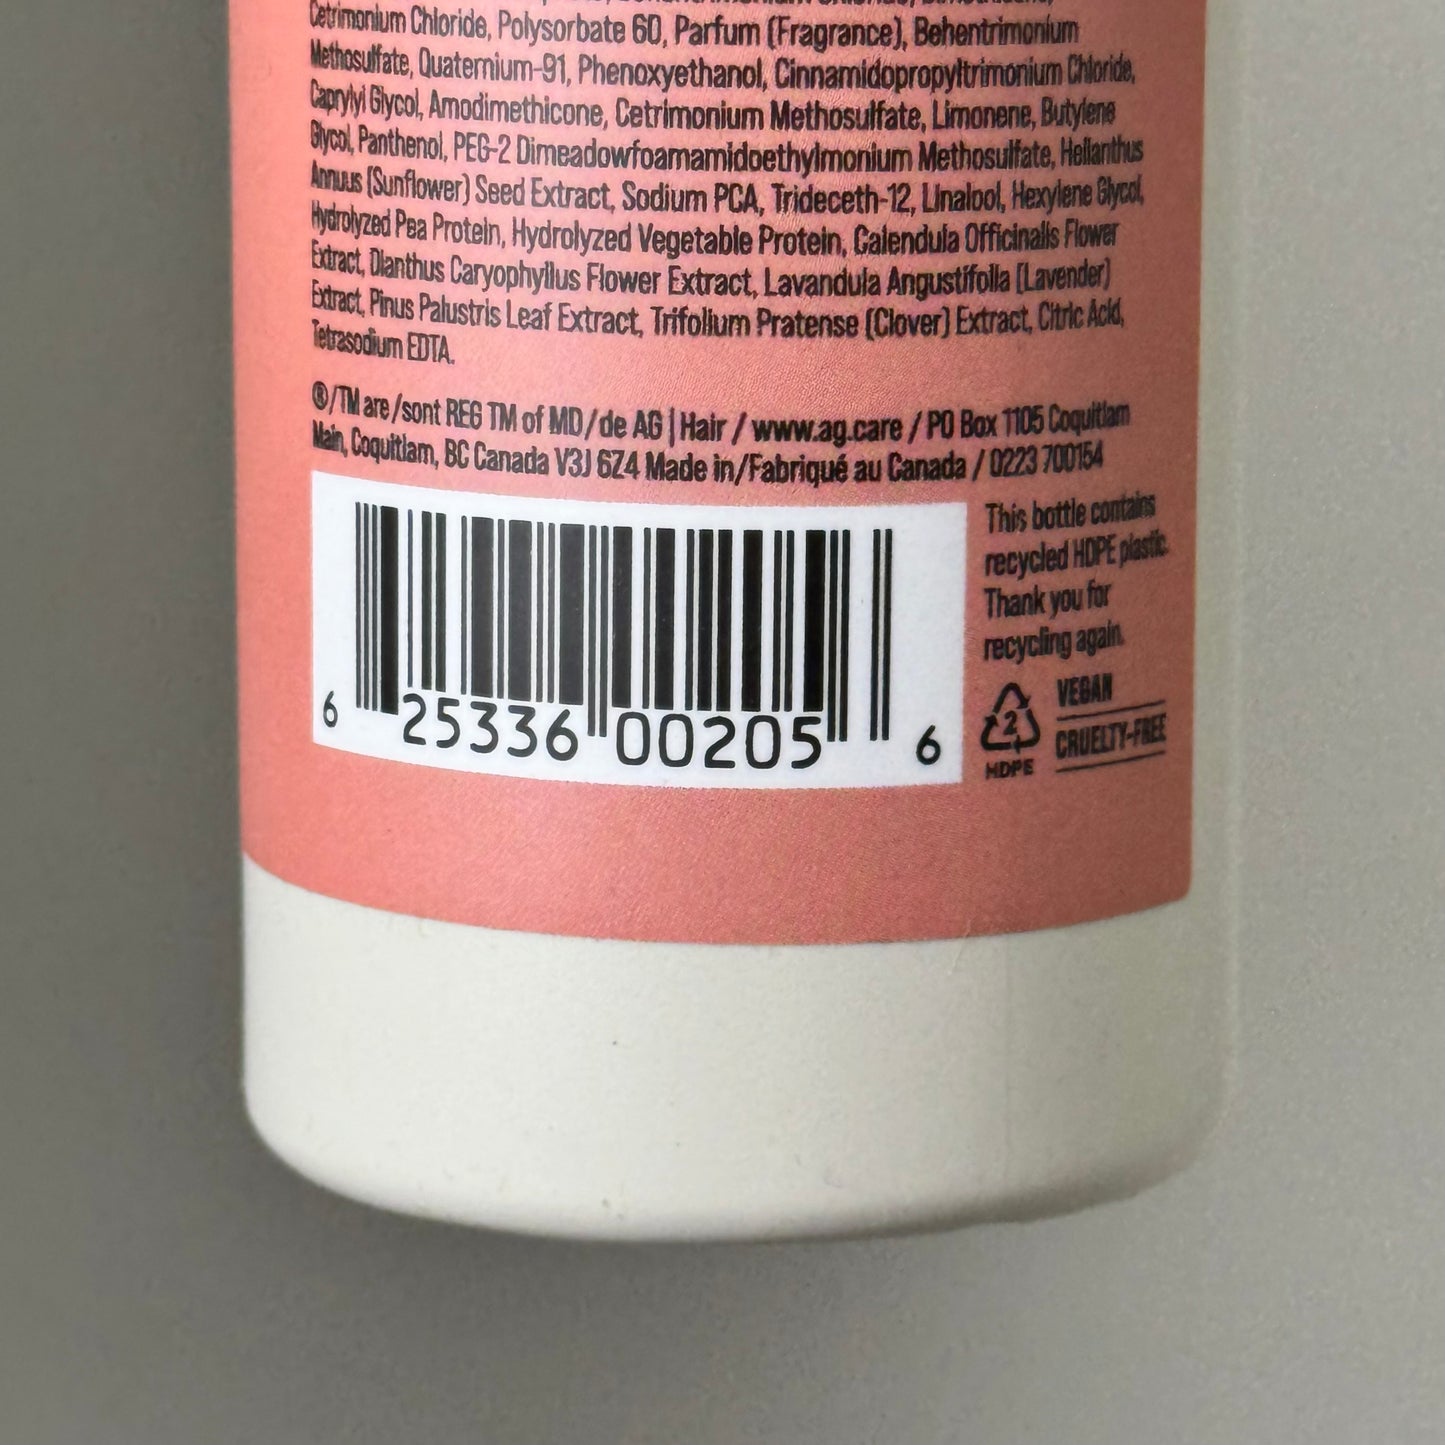 Cetrimonium Chloride, Polysorbate 60, Parfum (Fragrance), Behentrimonium
Methosulfate, Quaternium-91, Phenoxyethanol, Cinnamidopropyltrimonium Chloride,
Caprylyl Glycol, Amodimethicone, Cetrimonium Methosulfate, Limonene, Butylene
Glycol, Panthenol, PEG-2 Dimeadowfoamamidoethylmonium Methosulfate, Helianthus
Annuus (Sunflower) Seed Extract, Sodium PCA, Trideceth-12, Linalool, Hexylene Glycol,
Hydrolyzed Pea Protein, Hydrolyzed Vegetable Protein, Calendula Officinalis Flower
Extract, Dianthus Caryophyllus Flower Extract, Lavandula Angustifolia (Lavender)
Extract, Pinus Palustris Leaf Extract, Trifolium Pratense (Clover) Extract, Citric Acid,
Tetrasodium EDTA.
®/TM are/sont REG TM of MD/de AG | Hair / www.ag.care / PO Box 1105 Coquitlam
Main, Coquitlam, BC Canada V3J 6Z4 Made in/Fabriqué au Canada / 0223 700154
6 25336 00205 6
This bottle contains
recycled HDPE plastic.
Thank you for
recycling again.
2
HDPE
VEGAN
CRUELTY-FREE